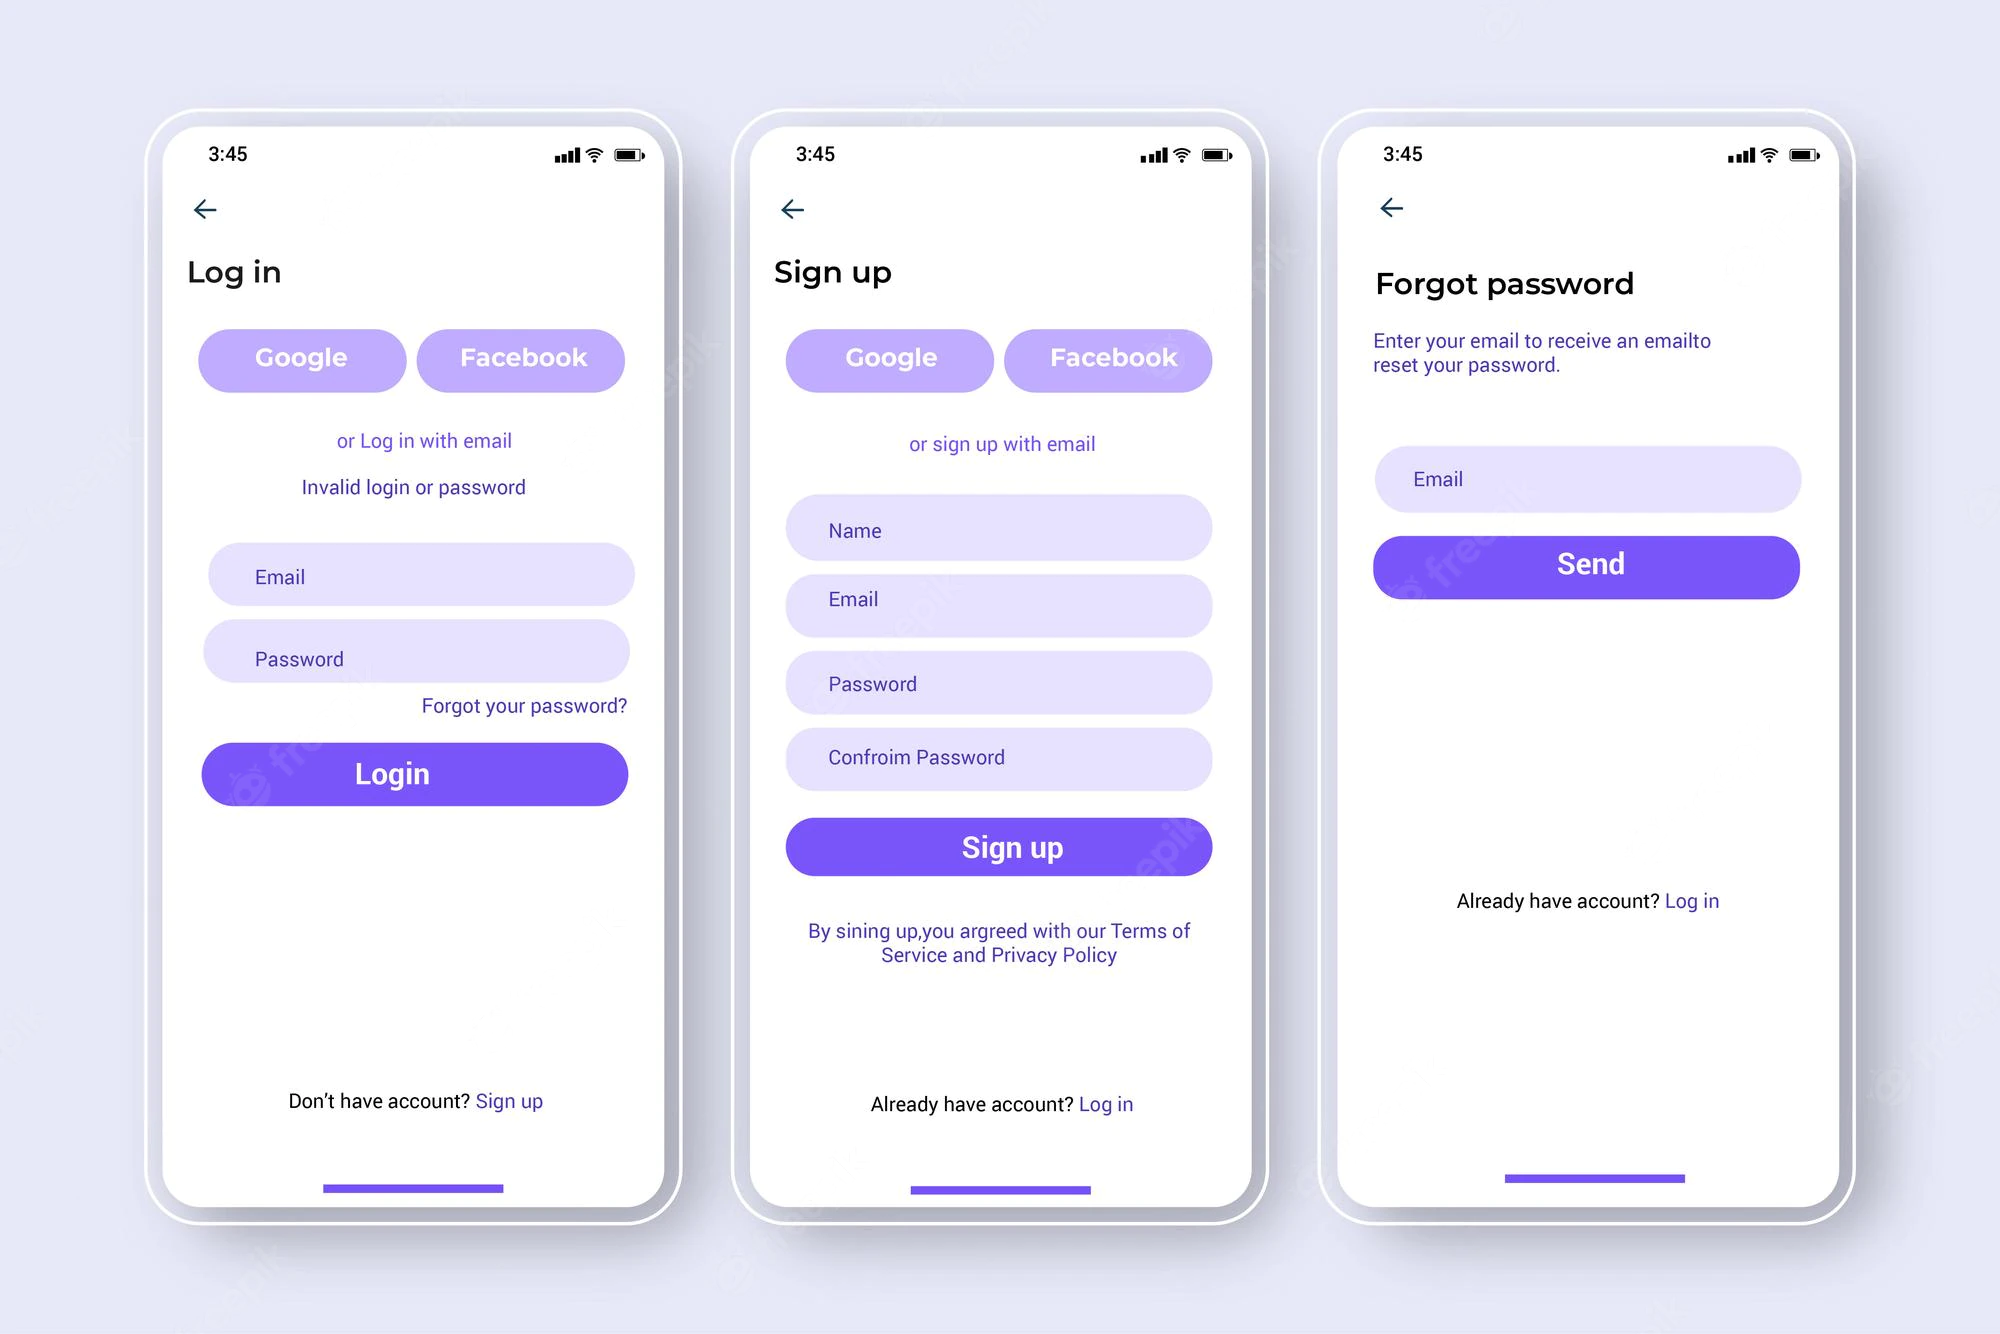 3:45
Log in
Google
Facebook
or Log in with email
Invalid login or password
Email
Password
Forgot your password?
Login
Don't have account? Sign up
3:45
Sign up
Google
Facebook
or sign up with email
Name
Email
Password
Confroim Password
Sign up
By sining up,you argreed with our Terms of
Service and Privacy Policy
Already have account? Log in
3:45
Forgot password
Enter your email to receive an emailto
reset your password.
Email
Send
Already have account? Log in
freepik